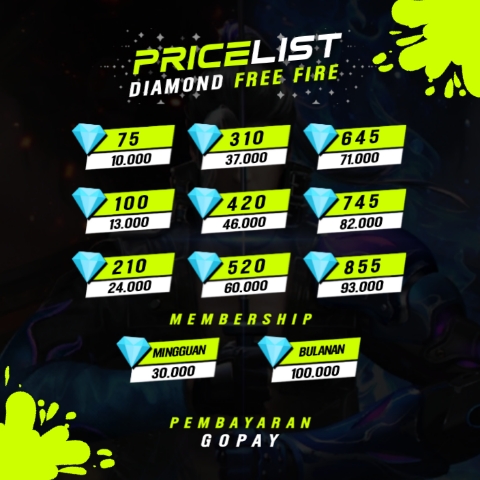 PRICELIST
DIAMOND FREE FIRE
75 310 645
10.000 37.000 71.000
100 420 745
13.000 46.000 82.000
210 520 855
24.000 60.000 93.000
MEMBERSHIP
MINGGUAN BULANAN
30.000 100.000
PEMBAYARAN
GOPAY